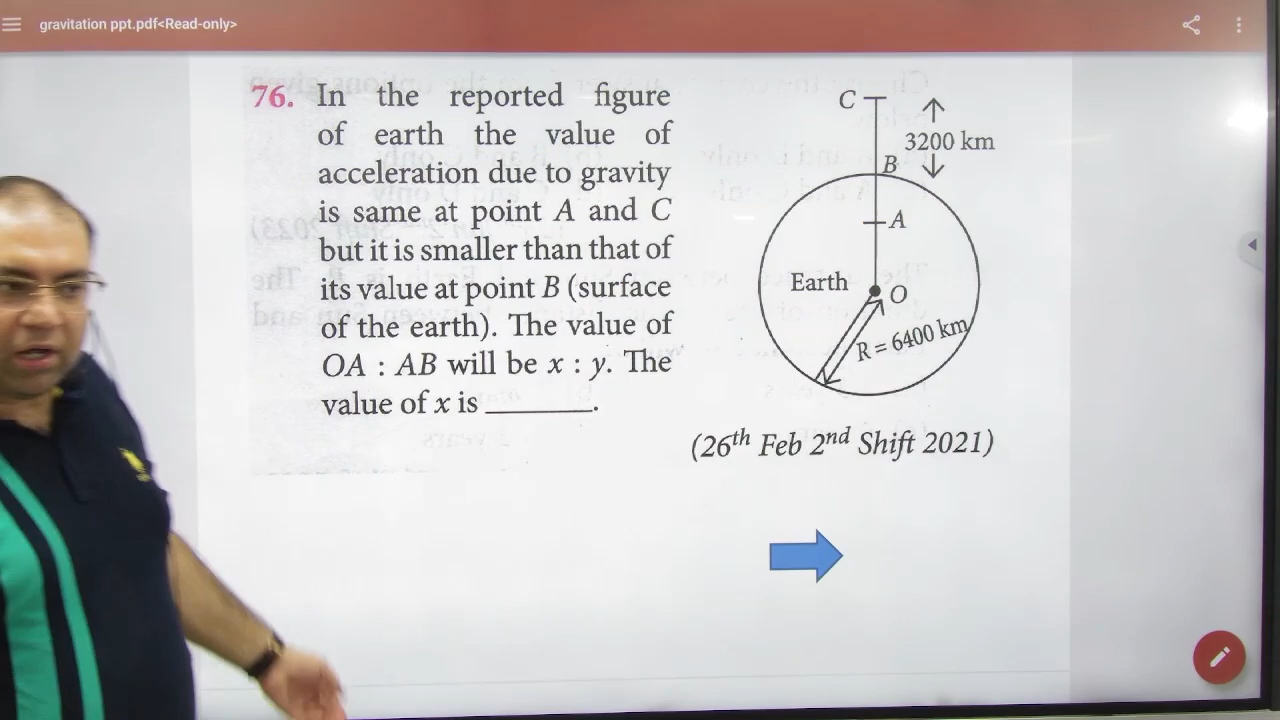 gravitation ppt.pdf<Read-only>
76. In the reported figure
of earth the value of
acceleration due to gravity
is same at point A and C
but it is smaller than that of
its value at point B (surface
of the earth). The value of
OA : AB will be x : y. The
value of x is ________.
C
3200 km
B
A
Earth
O
R = 6400 km
(26th Feb 2nd Shift 2021)